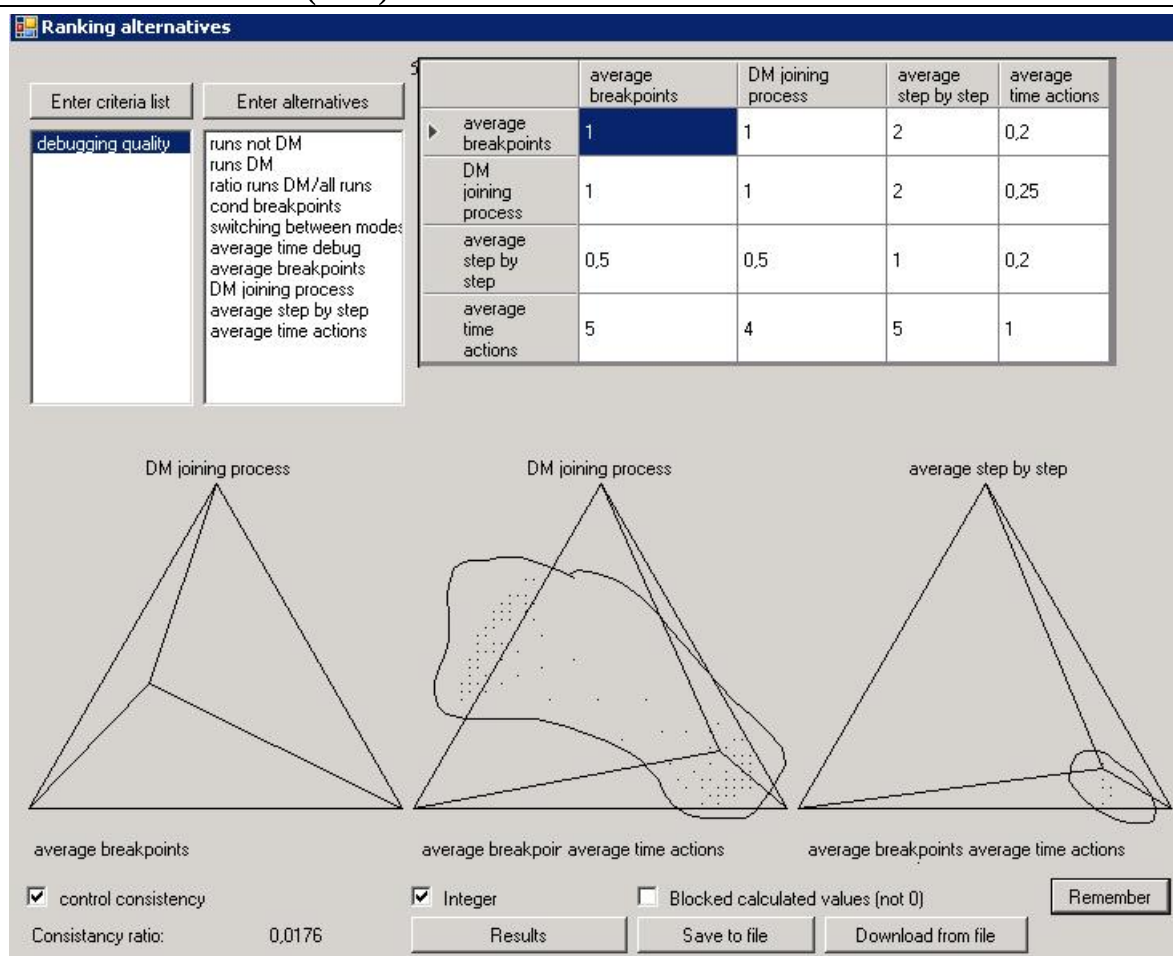 Ranking alternatives
Enter criteria list
Enter alternatives
debugging quality
runs not DM
runs DM
ratio runs DM/all runs
cond breakpoints
switching between modes
average time debug
average breakpoints
DM joining process
average step by step
average time actions
average breakpoints
DM joining process
average step by step
average time actions
average breakpoints
1
1
2
0,2
DM joining process
1
1
2
0,25
average step by step
0,5
0,5
1
0,2
average time actions
5
4
5
1
DM joining process
DM joining process
average step by step
average breakpoints
average breakpoir average time actions
average breakpoints average time actions
control consistency
Integer
Blocked calculated values (not 0)
Remember
Consistancy ratio:
0,0176
Results
Save to file
Download from file